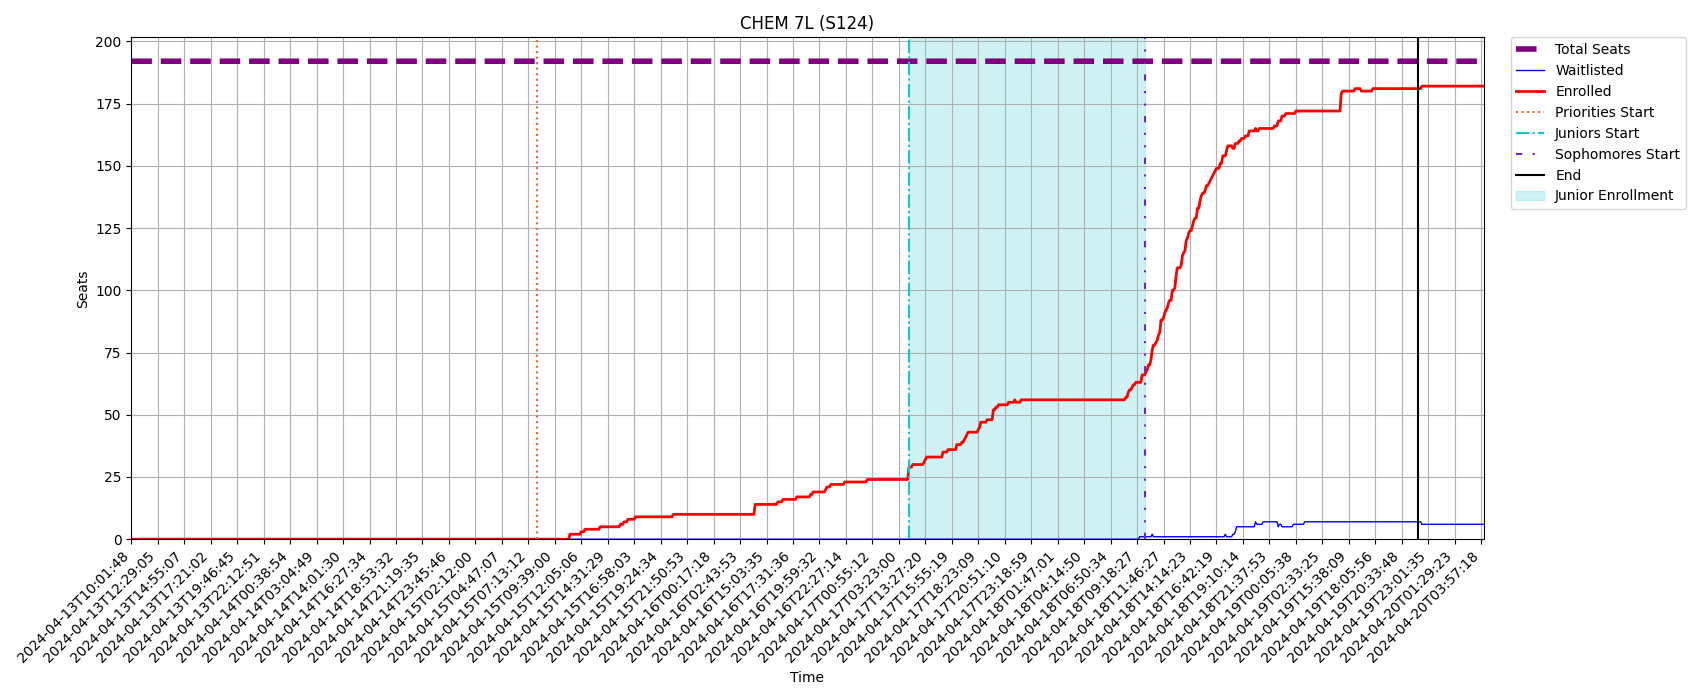 CHEM 7L (S124)
Total Seats
Waitlisted
Enrolled
Priorities Start
Juniors Start
Sophomores Start
End
Junior Enrollment
Seats
200
175
150
125
100
75
50
25
0
2024-04-13T10:01:48
2024-04-13T12:29:05
2024-04-13T14:55:07
2024-04-13T17:21:02
2024-04-13T19:46:45
2024-04-13T22:12:51
2024-04-14T00:38:54
2024-04-14T03:04:49
2024-04-14T14:01:30
2024-04-14T16:27:34
2024-04-14T18:53:32
2024-04-14T21:19:35
2024-04-14T23:45:46
2024-04-15T02:12:00
2024-04-15T04:47:07
2024-04-15T07:13:12
2024-04-15T09:39:00
2024-04-15T12:05:06
2024-04-15T14:31:29
2024-04-15T16:58:03
2024-04-15T19:24:34
2024-04-15T21:50:53
2024-04-16T00:17:18
2024-04-16T02:43:53
2024-04-16T15:03:35
2024-04-16T17:31:36
2024-04-16T19:59:32
2024-04-16T22:27:14
2024-04-17T00:55:12
2024-04-17T03:23:00
2024-04-17T13:27:20
2024-04-17T15:55:19
2024-04-17T18:23:09
2024-04-17T20:51:10
2024-04-17T23:18:59
2024-04-18T01:47:01
2024-04-18T04:14:50
2024-04-18T06:50:34
2024-04-18T09:18:27
2024-04-18T11:46:27
2024-04-18T14:14:23
2024-04-18T16:42:19
2024-04-18T19:10:14
2024-04-18T21:37:53
2024-04-19T00:05:38
2024-04-19T02:33:25
2024-04-19T15:38:09
2024-04-19T18:05:56
2024-04-19T20:33:48
2024-04-19T23:01:35
2024-04-20T01:29:23
2024-04-20T03:57:18
Time